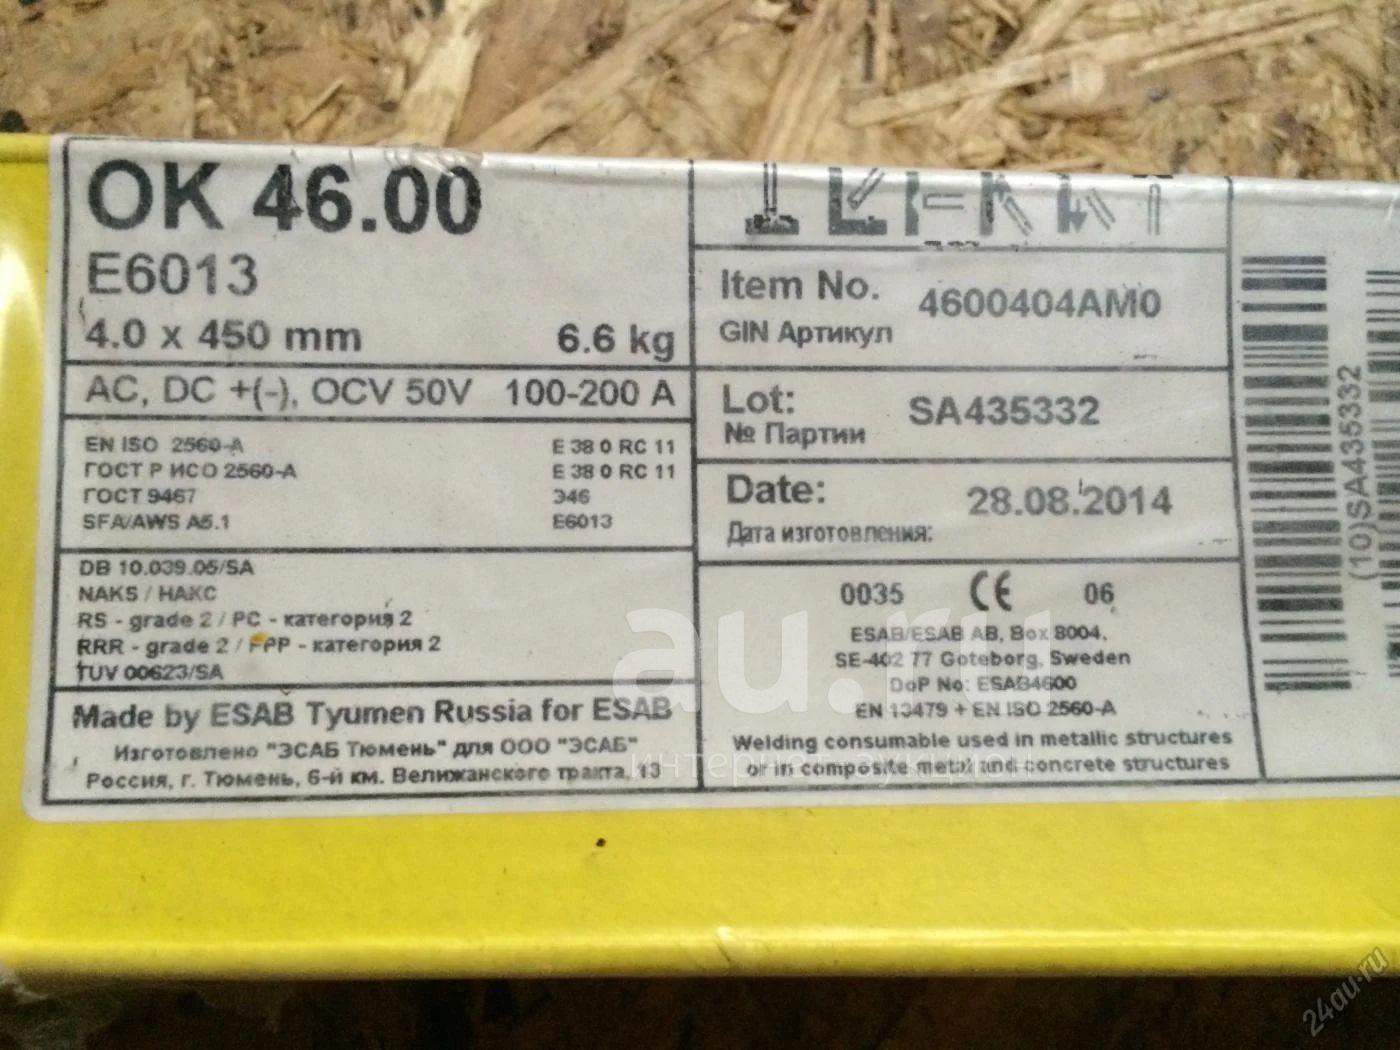 OK 46.00
E6013
4.0 x 450 mm 6.6 kg
AC, DC +(-), OCV 50V 100-200 A
EN ISO 2560-A E 38 0 RC 11
ГОСТ Р ИСО 2560-A E 38 0 RC 11
ГОСТ 9467 Э46
SFA/AWS A5.1 E6013
DB 10.039.05/SA
NAKS / НАКС
RS - grade 2 / РС - категория 2
RRR - grade 2 / РРР - категория 2
TUV 00623/SA
Made by ESAB Tyumen Russia for ESAB
Изготовлено "ЭСАБ Тюмень" для ООО "ЭСАБ"
Россия, г. Тюмень, 6-й км. Велижанского тракта, 13
Item No. 4600404AM0
GIN Артикул
Lot: SA435332
№ Партии
Date: 28.08.2014
Дата изготовления:
0035 CE 06
ESAB/ESAB AB, Box 8004,
SE-402 77 Goteborg, Sweden
DoP No: ESAB4600
EN 13479 + EN ISO 2560-A
Welding consumable used in metallic structures
or in composite metal and concrete structures
(10)SA435332
au.ru
24au.ru